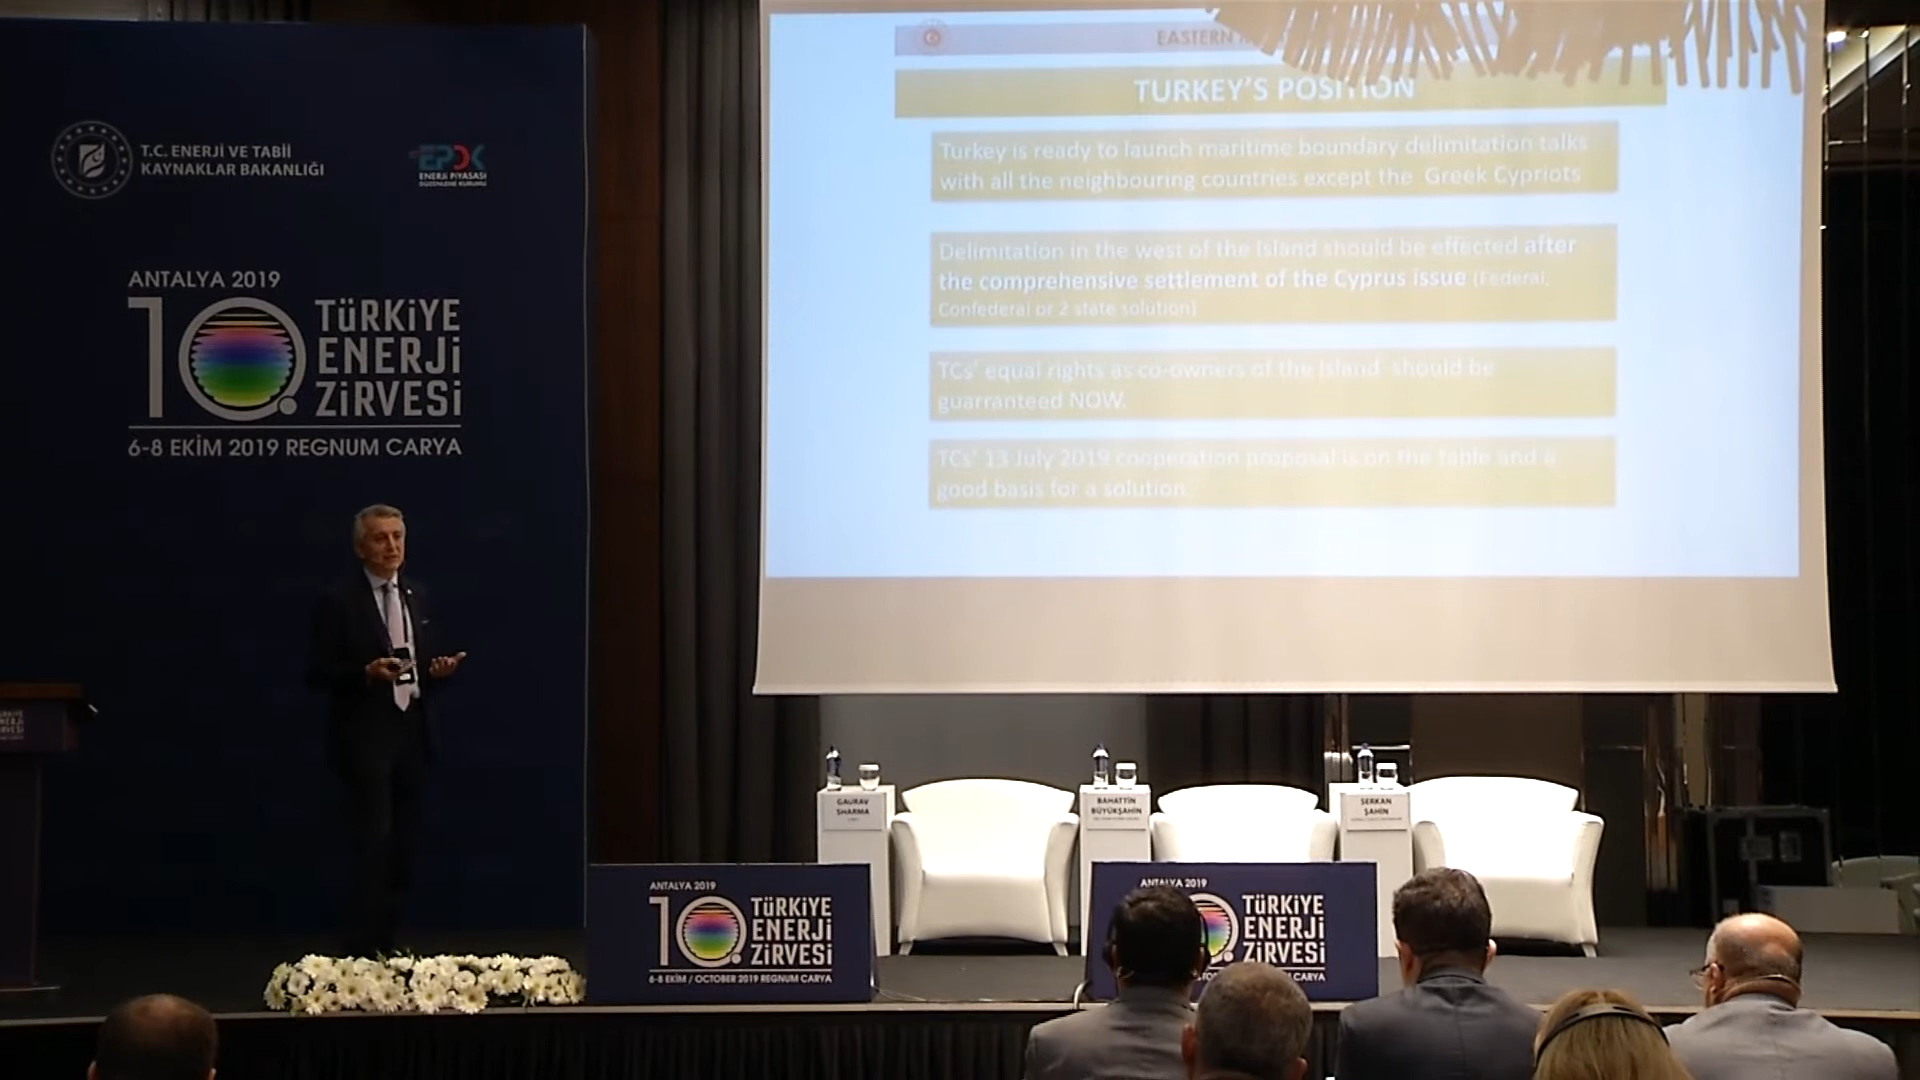 T.C. ENERJİ VE TABİİ
KAYNAKLAR BAKANLIĞI
EPDK
ENERJİ PİYASASI
DÜZENLEME KURUMU
ANTALYA 2019
10. TÜRKİYE
ENERJİ
ZİRVESİ
6-8 EKİM 2019 REGNUM CARYA
EASTERN
TURKEY'S POSITION
Turkey is ready to launch maritime boundary delimitation talks
with all the neighbouring countries except the Greek Cypriots
Delimitation in the west of the Island should be effected after
the comprehensive settlement of the Cyprus issue (Federal,
Confederal or 2 state solution)
TCs' equal rights as co-owners of the Island should be
guarranteed NOW.
TCs' 13 July 2019 cooperation proposal is on the table and a
good basis for a solution.
GAURAV
SHARMA
BAHATTİN
BÜYÜKŞAHİN
SERKAN
ŞAHİN
ANTALYA 2019
10. TÜRKİYE
ENERJİ
ZİRVESİ
6-8 EKİM / OCTOBER 2019 REGNUM CARYA
ANTALYA 2019
TÜRKİYE
ENERJİ
ZİRVESİ
CARYA